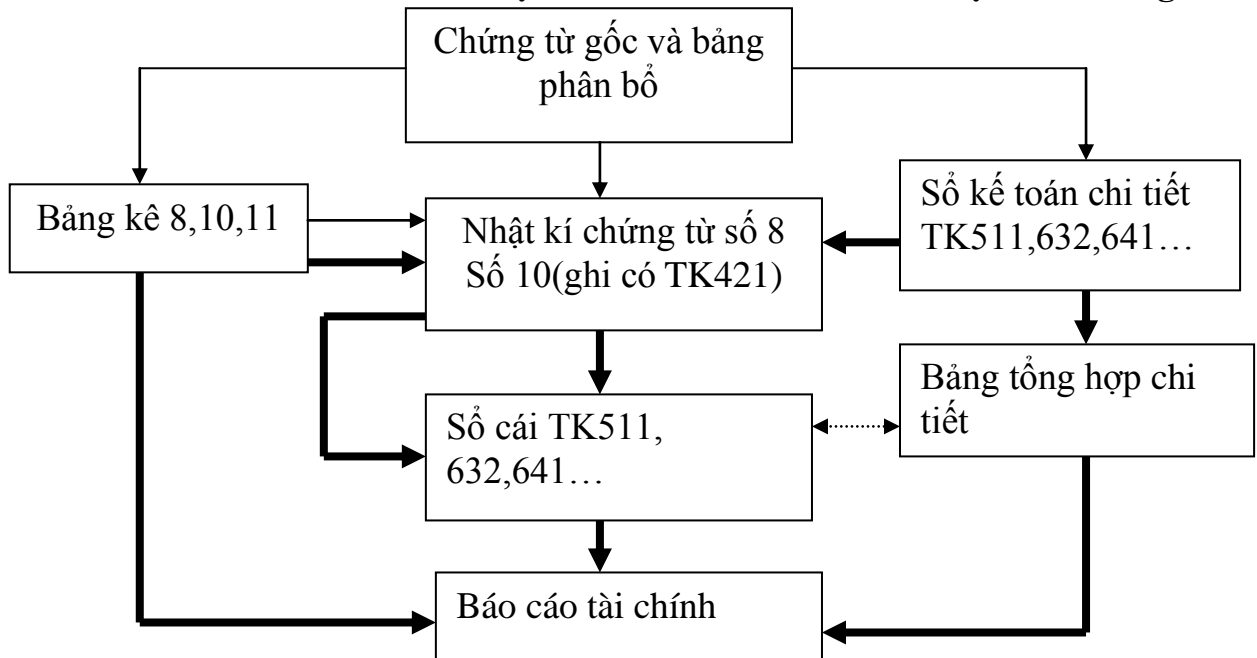 Chứng từ gốc và bảng
phân bổ
Bảng kê 8,10,11
Nhật kí chứng từ số 8
Số 10(ghi có TK421)
Sổ kế toán chi tiết
TK511,632,641…
Bảng tổng hợp chi
tiết
Sổ cái TK511,
632,641…
Báo cáo tài chính